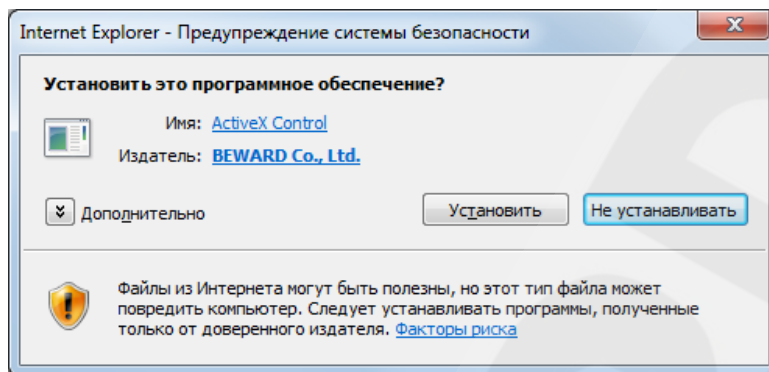 Internet Explorer - Предупреждение системы безопасности
Установить это программное обеспечение?
Имя: ActiveX Control
Издатель: BEWARD Co., Ltd.
Дополнительно
Установить
Не устанавливать
Файлы из Интернета могут быть полезны, но этот тип файла может
повредить компьютер. Следует устанавливать программы, полученные
только от доверенного издателя. Факторы риска